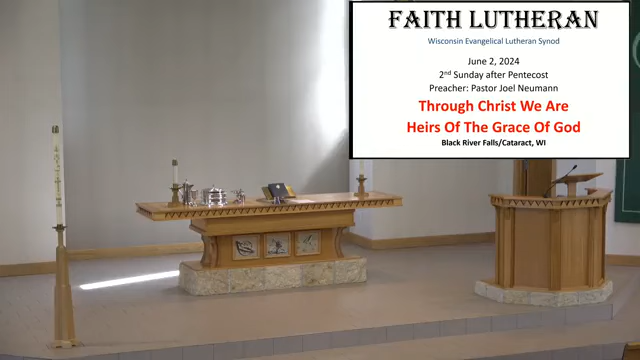 FAITH LUTHERAN
Wisconsin Evangelical Lutheran Synod
June 2, 2024
2nd Sunday after Pentecost
Preacher: Pastor Joel Neumann
Through Christ We Are
Heirs Of The Grace Of God
Black River Falls/Cataract, WI